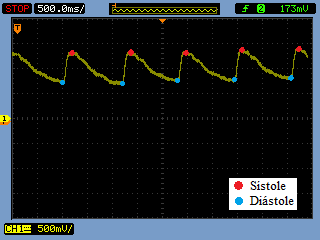 STOP 500.0ms/ 2 173mV
T
1
Sístole
Diástole
CH1 500mV/